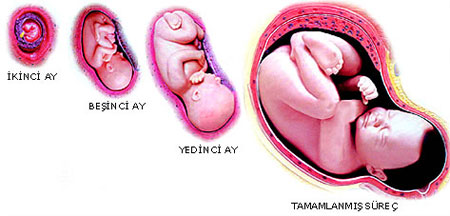 İKİNCİ AY
BEŞİNCİ AY
YEDİNCİ AY
TAMAMLANMIŞ SÜREÇ